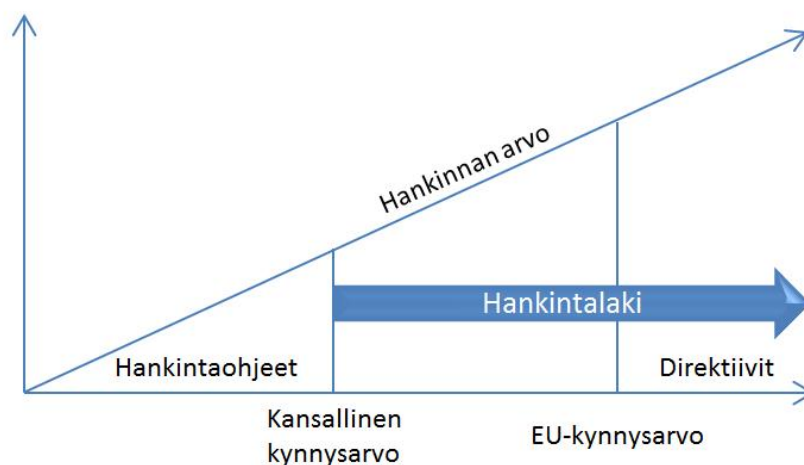 Hankinnan arvo
Hankintalaki
Hankintaohjeet
Direktiivit
Kansallinen
kynnysarvo
EU-kynnysarvo